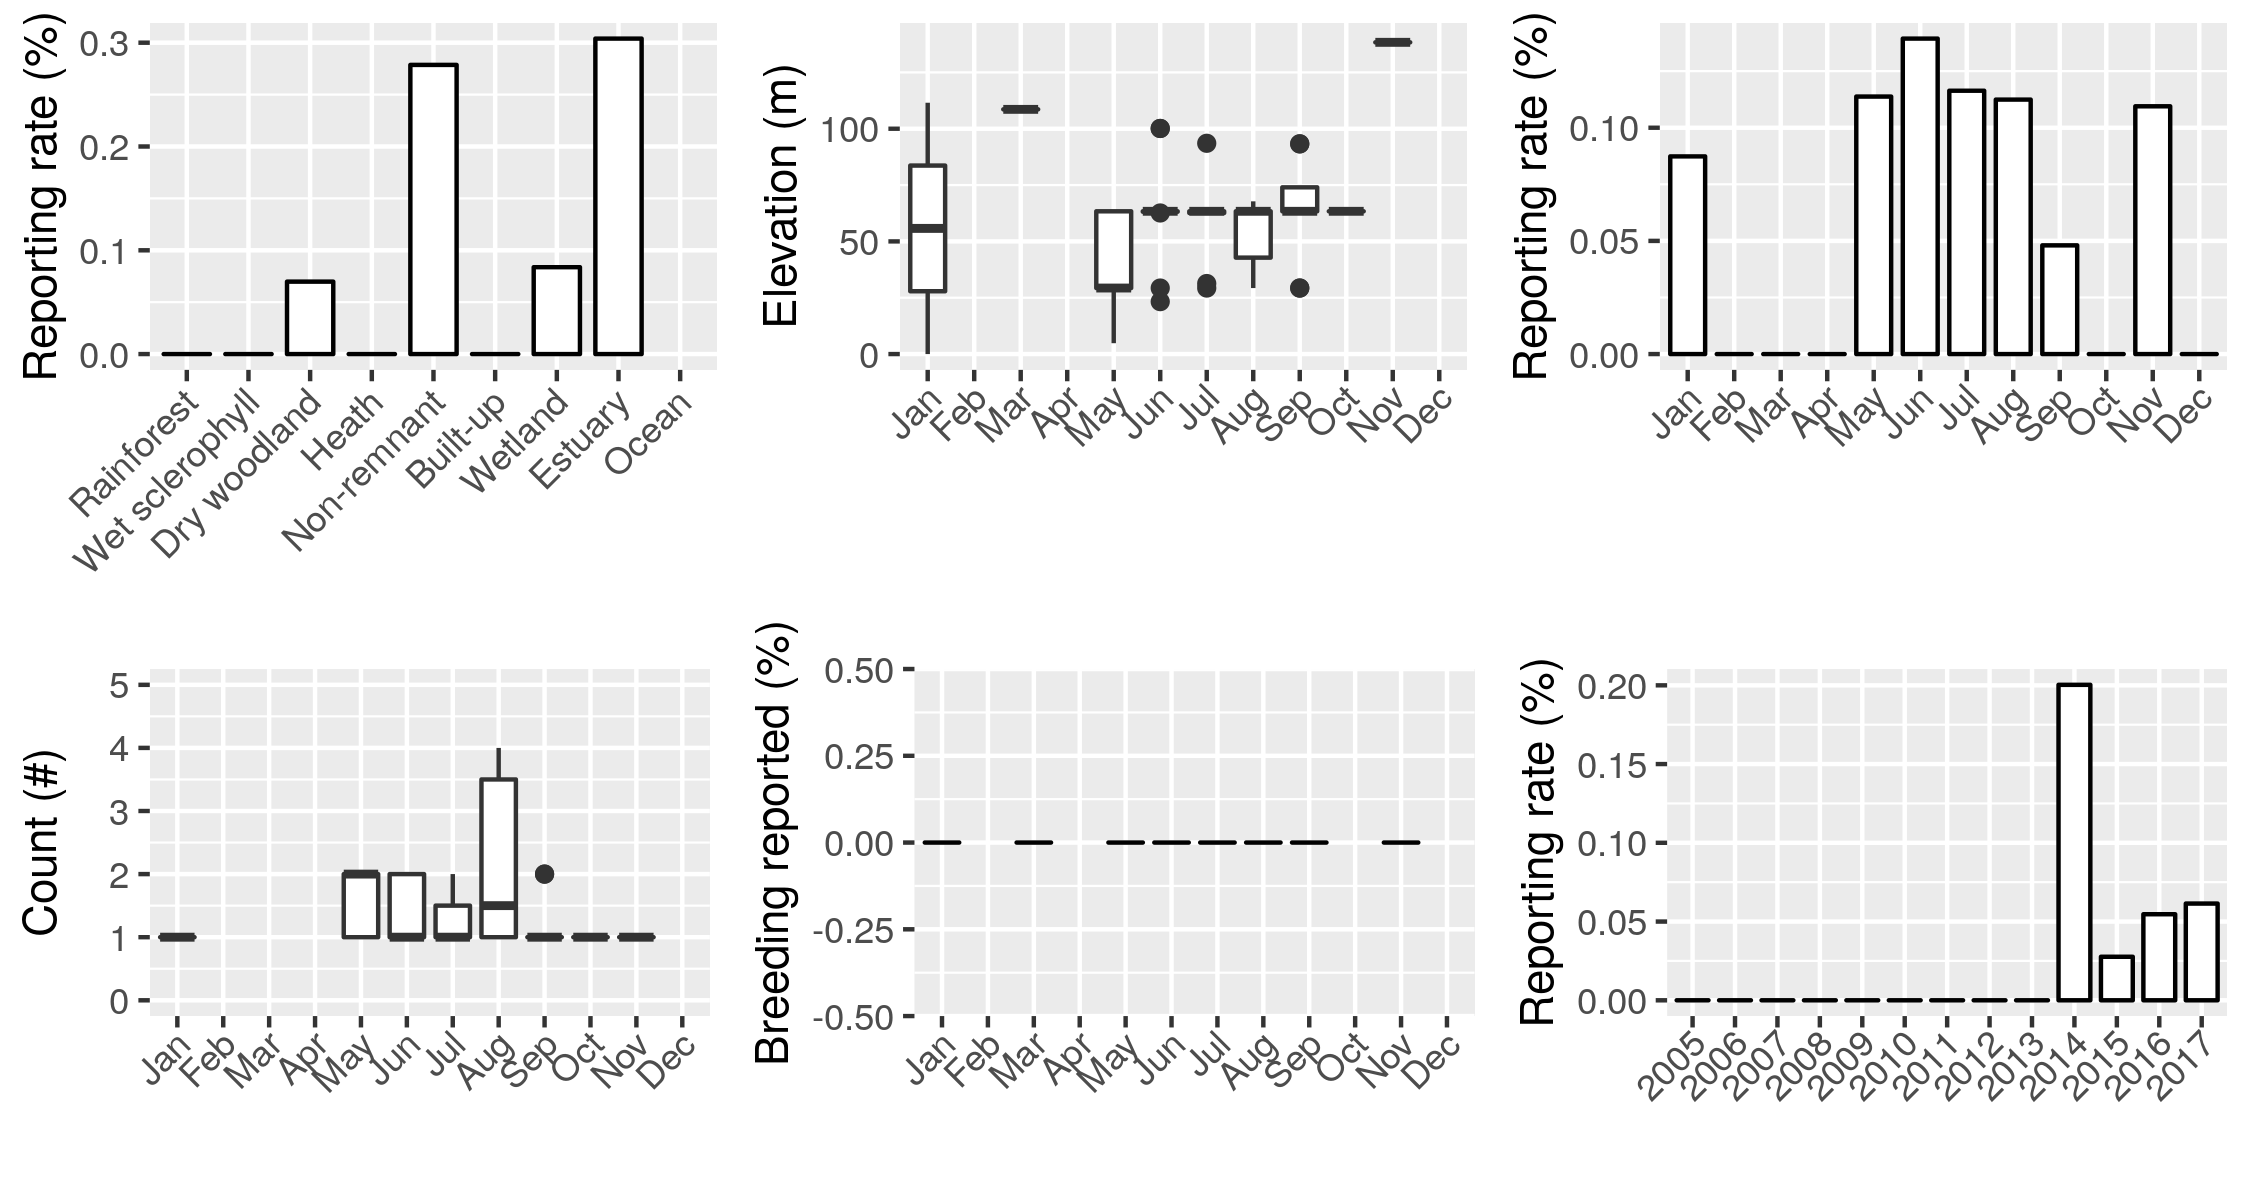 Reporting rate (%)
0.3
0.2
0.1
0.0
Rainforest
Wet sclerophyll
Dry woodland
Heath
Non-remnant
Built-up
Wetland
Estuary
Ocean
Elevation (m)
100
50
0
Jan
Feb
Mar
Apr
May
Jun
Jul
Aug
Sep
Oct
Nov
Dec
Reporting rate (%)
0.10
0.05
0.00
Jan
Feb
Mar
Apr
May
Jun
Jul
Aug
Sep
Oct
Nov
Dec
Count (#)
5
4
3
2
1
0
Jan
Feb
Mar
Apr
May
Jun
Jul
Aug
Sep
Oct
Nov
Dec
Breeding reported (%)
0.50
0.25
0.00
-0.25
-0.50
Jan
Feb
Mar
Apr
May
Jun
Jul
Aug
Sep
Oct
Nov
Dec
Reporting rate (%)
0.20
0.15
0.10
0.05
0.00
2005
2006
2007
2008
2009
2010
2011
2012
2013
2014
2015
2016
2017